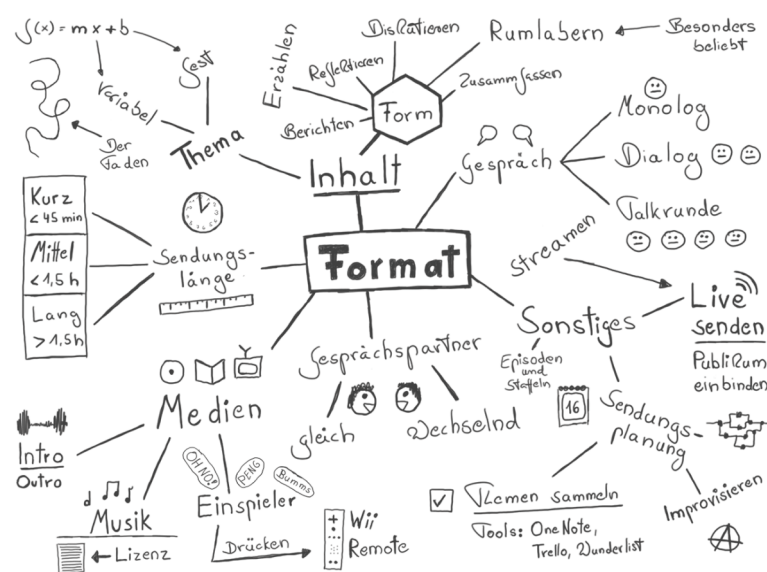 f(x) = mx+b
variabel
fest
Der
Faden
Thema
Erzählen
Reflektieren
Diskutieren
Berichten
Form
Zusammfassen
Rumlabern
Besonders
beliebt
Inhalt
Gespräch
Monolog
Dialog
Talkrunde
Kurz
< 45 min
Mittel
< 1,5 h
Lang
> 1,5 h
Sendungs-
länge
Format
Streamen
Live
senden
Publikum
einbinden
Sonstiges
Episoden
und
Staffeln
Gesprächspartner
gleich
Wechselnd
Medien
Intro
Outro
Musik
Lizenz
OH NO!
PENG
Bumms
Einspieler
Drücken
Wii
Remote
16
Sendungs-
planung
Themen sammeln
Tools: OneNote,
Trello, Wunderlist
Improvisieren
A